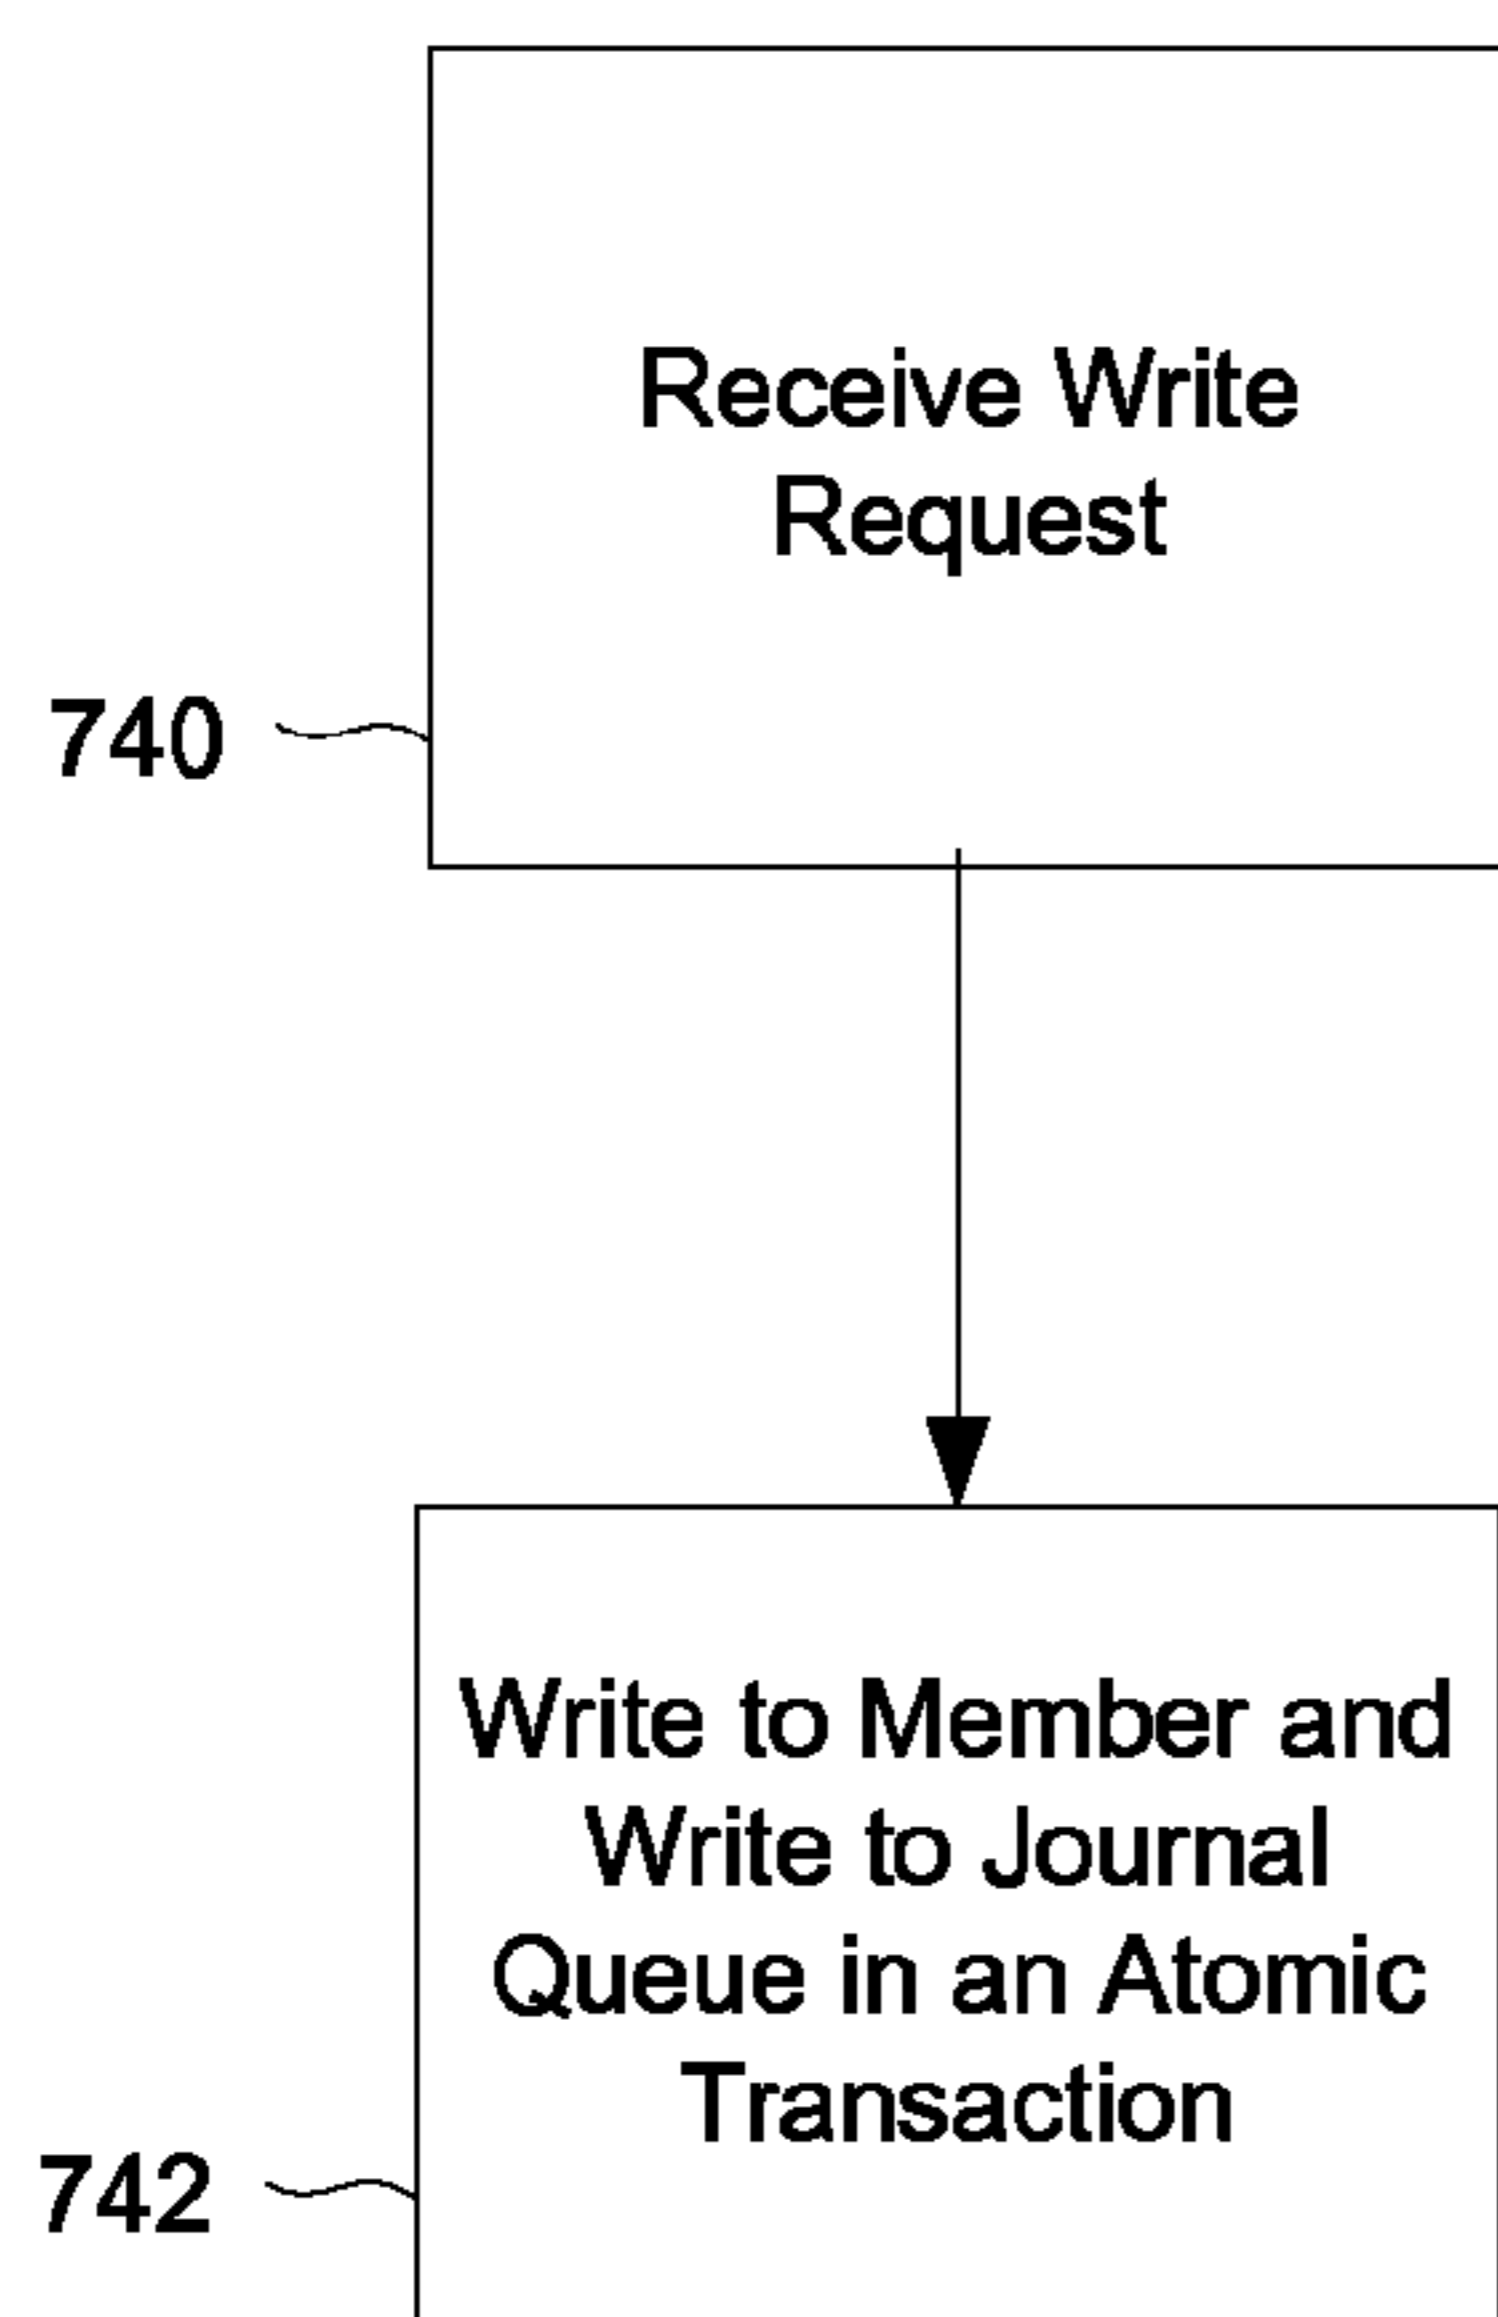 Receive Write
Request
740
Write to Member and
Write to Journal
Queue in an Atomic
Transaction
742